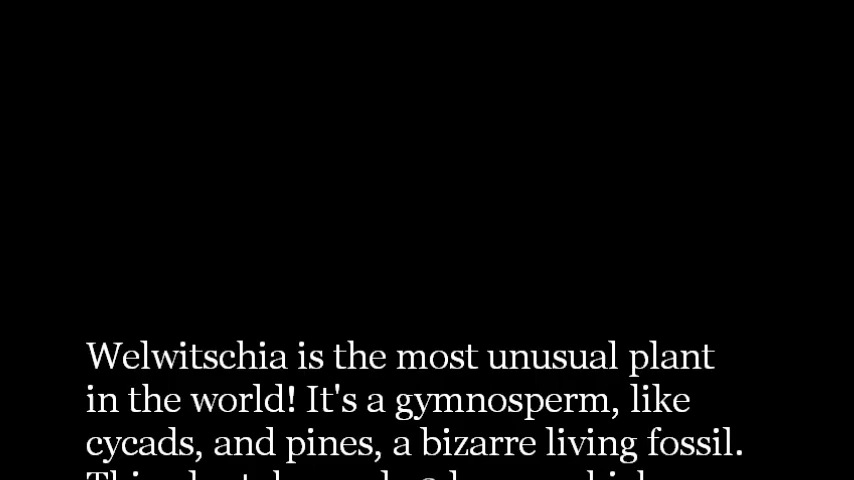 Welwitschia is the most unusual plant
in the world! It's a gymnosperm, like
cycads, and pines, a bizarre living fossil.